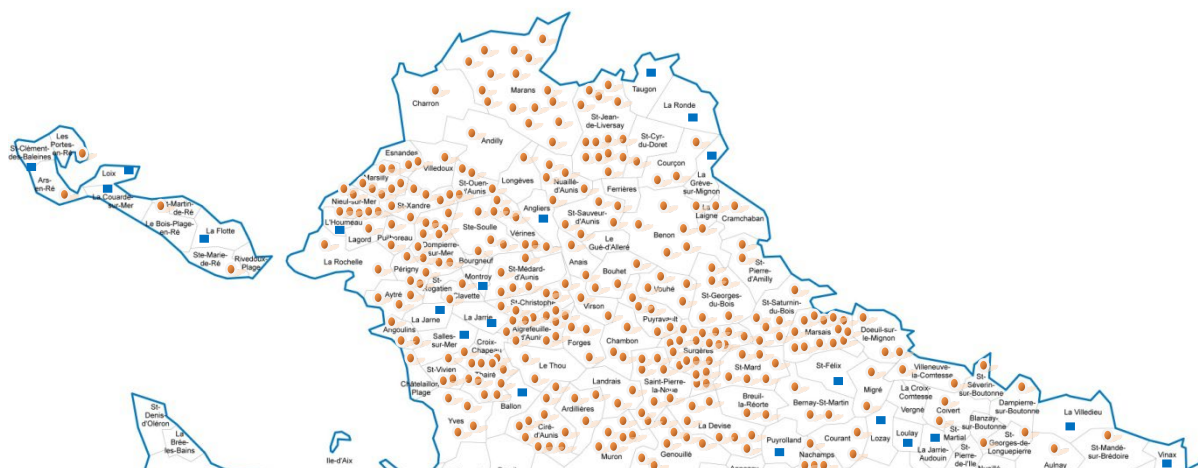 Charron
Marans
Taugon
La Ronde
St-Jean-
de-Liversay
St-Cyr-
du-Doret
Andilly
Courçon
La
Grève-
sur-Mignon
Les
Portes-
en-Ré
St-Clément-
des-Baleines
Loix
Ars-
en-Ré
La Couarde-
sur-Mer
St-Martin-
de-Ré
Le Bois-Plage-
en-Ré
La Flotte
Ste-Marie-
de-Ré
Rivedoux
Plage
Esnandes
Villedoux
Marsilly
St-Ouen-
d'Aunis
Longèves
Nuaillé-
d'Aunis
Ferrières
Nieul-sur-Mer
St-Xandre
Angliers
La
Laigne
Cramchaban
L'Houmeau
Lagord
Puilboreau
Ste-Soulle
Vérines
St-Sauveur-
d'Aunis
Benon
Le
Gué-d'Alleré
La Rochelle
Dompierre-
sur-Mer
Bourgneuf
Anais
Bouhet
St-
Pierre-
d'Amilly
Périgny
St-
Rogatien
Montroy
Clavette
St-Médard-
d'Aunis
Vouhé
St-Georges-
du-Bois
St-Saturnin-
du-Bois
Aytré
St-Christophe
Virson
Puyravault
La Jarne
La Jarrie
Aigrefeuille-
d'Aunis
Marsais
Doeuil-sur-
le-Mignon
Angoulins
Salles-
sur-Mer
Croix-
Chapeau
Forges
Chambon
Surgères
St-Vivien
Thairé
Le Thou
Landrais
Saint-Pierre-
la-Noue
St-Mard
St-Félix
Villeneuve-
la-Comtesse
St-
Séverin-
sur-Boutonne
Châtelaillon
Plage
Ballon
Ardillières
Breuil-
la-Réorte
Bernay-St-Martin
Migré
La Croix-
Comtesse
Vergné
Coivert
Dampierre-
sur-Boutonne
La Villedieu
St-
Denis
d'Oléron
La
Brée-
les-Bains
Ile-d'Aix
Yves
Ciré-
d'Aunis
Muron
La Devise
Genouillé
Puyrolland
Courant
Nachamps
Lozay
Loulay
La Jarrie-
Audouin
St-
Martial
St-
Pierre-
de-l'Ile
Blanzay-
sur-Boutonne
St-
Georges-de-
Longuepierre
Aulnay
St-Mandé-
sur-Brédoire
Vinax